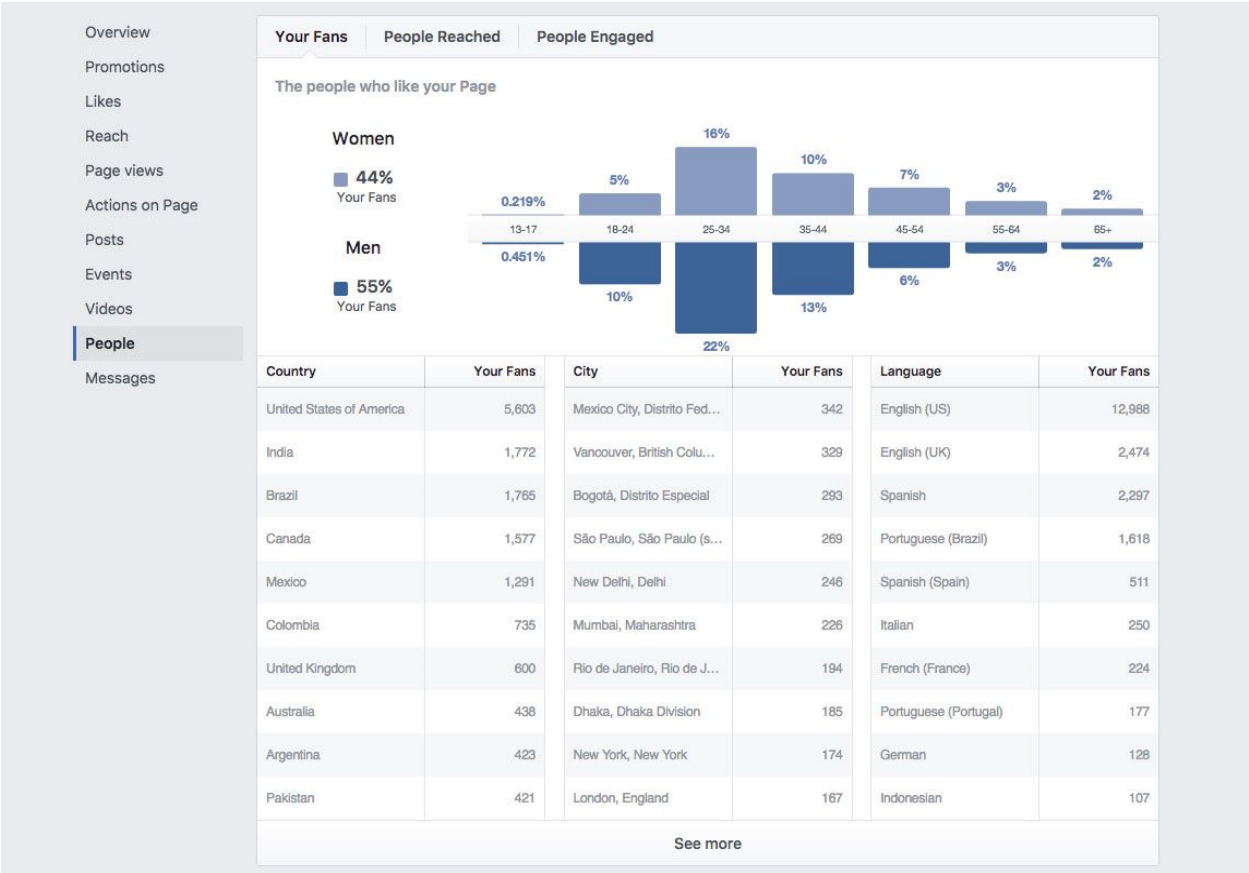 Overview
Promotions
Likes
Reach
Page views
Actions on Page
Posts
Events
Videos
People
Messages
Your Fans People Reached People Engaged
The people who like your Page
Women
44%
Your Fans
Men
55%
Your Fans
0.219% 5% 16% 10% 7% 3% 2%
13-17 18-24 25-34 35-44 45-54 55-64 65+
0.451% 10% 22% 13% 6% 3% 2%
Country Your Fans City Your Fans Language Your Fans
United States of America 5,603 Mexico City, Distrito Fed... 342 English (US) 12,988
India 1,772 Vancouver, British Colu... 329 English (UK) 2,474
Brazil 1,765 Bogotá, Distrito Especial 293 Spanish 2,297
Canada 1,577 São Paulo, São Paulo (s... 269 Portuguese (Brazil) 1,618
Mexico 1,291 New Delhi, Delhi 246 Spanish (Spain) 511
Colombia 735 Mumbai, Maharashtra 226 Italian 250
United Kingdom 600 Rio de Janeiro, Rio de J... 194 French (France) 224
Australia 438 Dhaka, Dhaka Division 185 Portuguese (Portugal) 177
Argentina 423 New York, New York 174 German 128
Pakistan 421 London, England 167 Indonesian 107
See more